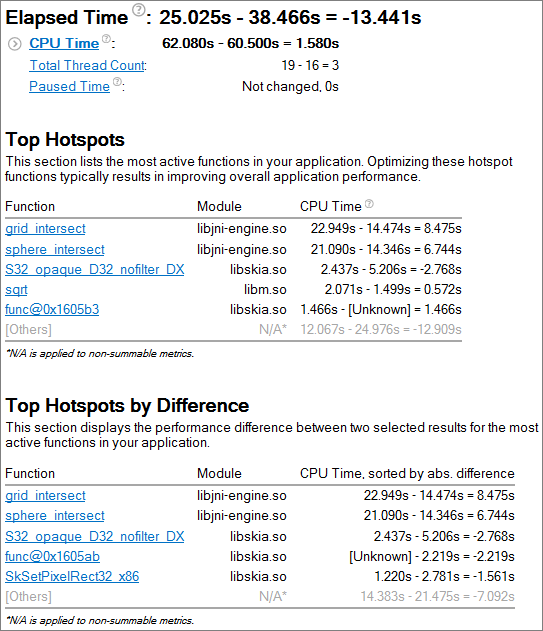 Elapsed Time ?: 25.025s - 38.466s = -13.441s
CPU Time ?: 62.080s - 60.500s = 1.580s
Total Thread Count: 19 - 16 = 3
Paused Time ?: Not changed, 0s
Top Hotspots
This section lists the most active functions in your application. Optimizing these hotspot
functions typically results in improving overall application performance.
Function Module CPU Time ?
grid_intersect libjni-engine.so 22.949s - 14.474s = 8.475s
sphere_intersect libjni-engine.so 21.090s - 14.346s = 6.744s
S32_opaque_D32_nofilter_DX libskia.so 2.437s - 5.206s = -2.768s
sqrt libm.so 2.071s - 1.499s = 0.572s
func@0x1605b3 libskia.so 1.466s - [Unknown] = 1.466s
[Others] N/A* 12.067s - 24.976s = -12.909s
*N/A is applied to non-summable metrics.
Top Hotspots by Difference
This section displays the performance difference between two selected results for the most
active functions in your application.
Function Module CPU Time, sorted by abs. difference
grid_intersect libjni-engine.so 22.949s - 14.474s = 8.475s
sphere_intersect libjni-engine.so 21.090s - 14.346s = 6.744s
S32_opaque_D32_nofilter_DX libskia.so 2.437s - 5.206s = -2.768s
func@0x1605ab libskia.so [Unknown] - 2.219s = -2.219s
SkSetPixelRect32_x86 libskia.so 1.220s - 2.781s = -1.561s
[Others] N/A* 14.383s - 21.475s = -7.092s
*N/A is applied to non-summable metrics.